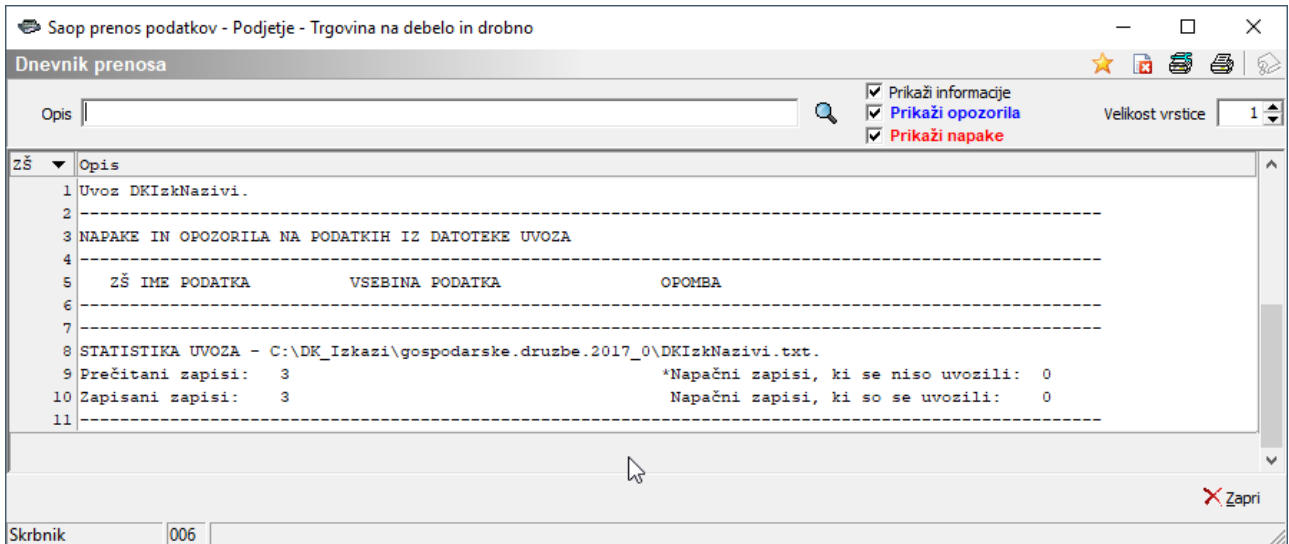 Saop prenos podatkov - Podjetje - Trgovina na debelo in drobno
Dnevnik prenosa
Opis
Prikaži informacije
Prikaži opozorila
Prikaži napake
Velikost vrstice 1
ZŠ Opis
1 Uvoz DKIzkNazivi.
2 ------------------------------------------------------------------------------------------------------
3 NAPAKE IN OPOZORILA NA PODATKIH IZ DATOTEKE UVOZA
4 ------------------------------------------------------------------------------------------------------
5 ZŠ IME PODATKA VSEBINA PODATKA OPOMBA
6 ------------------------------------------------------------------------------------------------------
7 ------------------------------------------------------------------------------------------------------
8 STATISTIKA UVOZA - C:\DK_Izkazi\gospodarske.druzbe.2017_0\DKIzkNazivi.txt.
9 Prečitani zapisi: 3 *Napačni zapisi, ki se niso uvozili: 0
10 Zapisani zapisi: 3 Napačni zapisi, ki so se uvozili: 0
11 ------------------------------------------------------------------------------------------------------
Zapri
Skrbnik 006